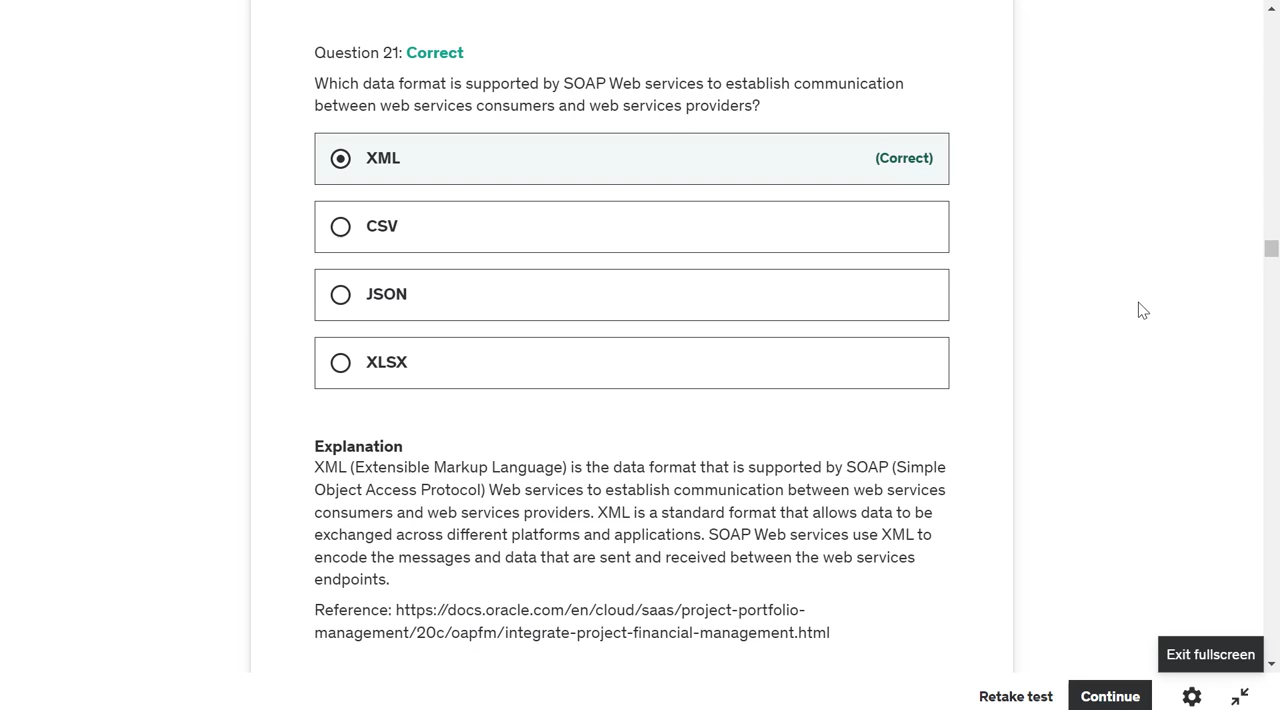 Question 21: Correct
Which data format is supported by SOAP Web services to establish communication
between web services consumers and web services providers?
XML
(Correct)
CSV
JSON
XLSX
Explanation
XML (Extensible Markup Language) is the data format that is supported by SOAP (Simple
Object Access Protocol) Web services to establish communication between web services
consumers and web services providers. XML is a standard format that allows data to be
exchanged across different platforms and applications. SOAP Web services use XML to
encode the messages and data that are sent and received between the web services
endpoints.
Reference: https://docs.oracle.com/en/cloud/saas/project-portfolio-
management/20c/oapfm/integrate-project-financial-management.html
Exit fullscreen
Retake test
Continue